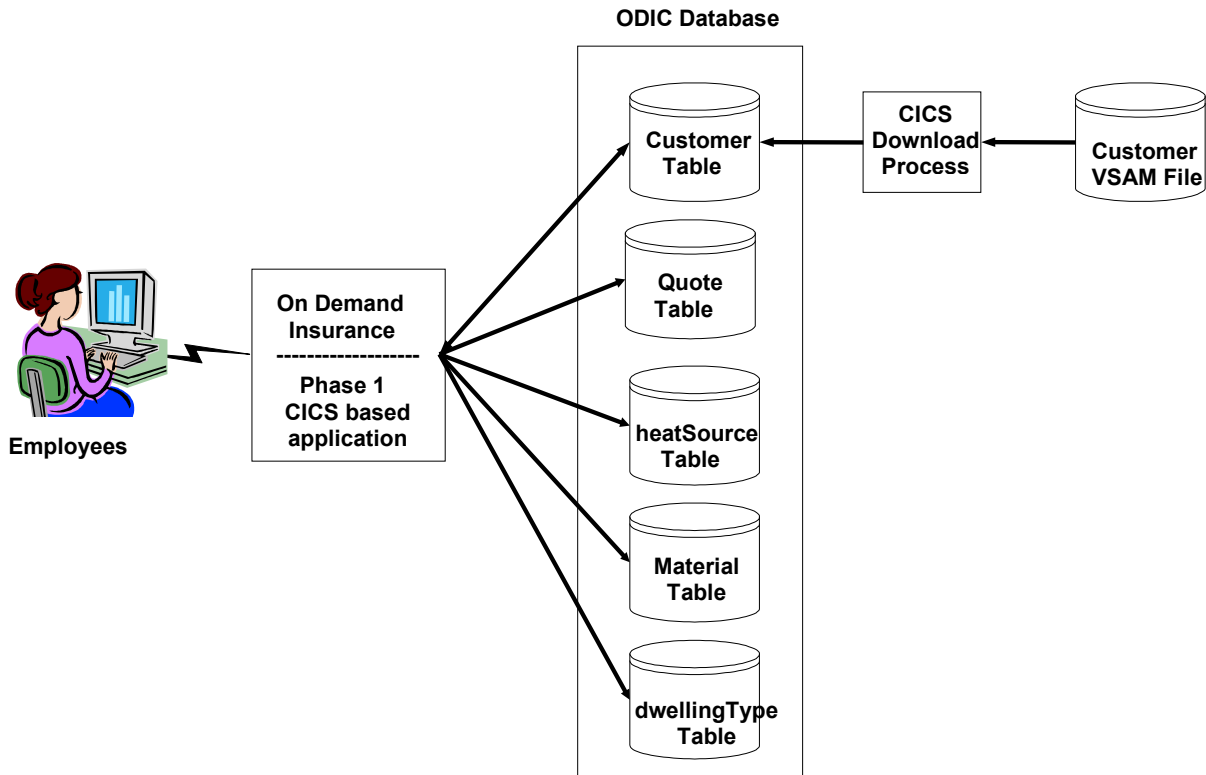 ODIC Database
Customer
Table
CICS
Download
Process
Customer
VSAM File
Quote
Table
On Demand
Insurance
-------------------
Phase 1
CICS based
application
Employees
heatSource
Table
Material
Table
dwellingType
Table